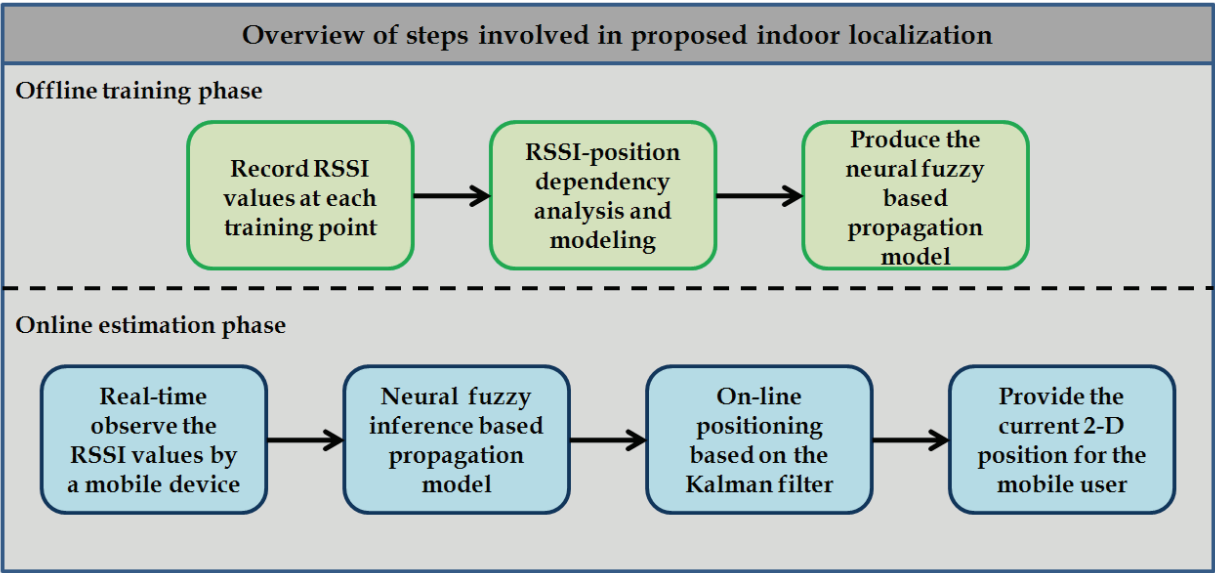 Overview of steps involved in proposed indoor localization
Offline training phase
Record RSSI
values at each
training point
RSSI-position
dependency
analysis and
modeling
Produce the
neural fuzzy
based
propagation
model
Online estimation phase
Real-time
observe the
RSSI values by
a mobile device
Neural fuzzy
inference based
propagation
model
On-line
positioning
based on the
Kalman filter
Provide the
current 2-D
position for the
mobile user